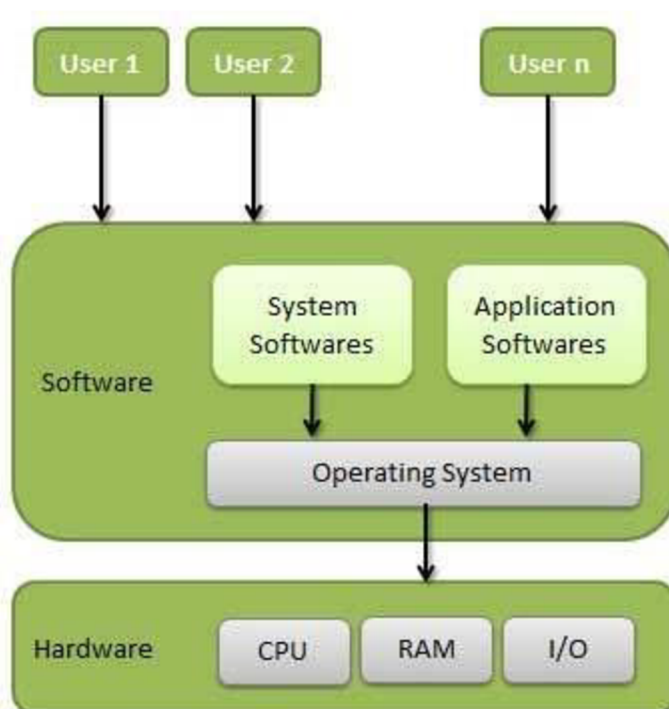 User 1
User 2
User n
System
Softwares
Application
Softwares
Software
Operating System
Hardware
CPU
RAM
I/O